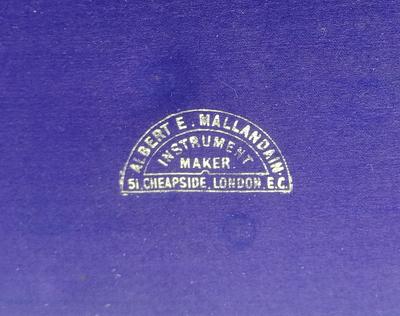 ALBERT E. MALLANDAIN
INSTRUMENT
MAKER.
51, CHEAPSIDE, LONDON, E.C.